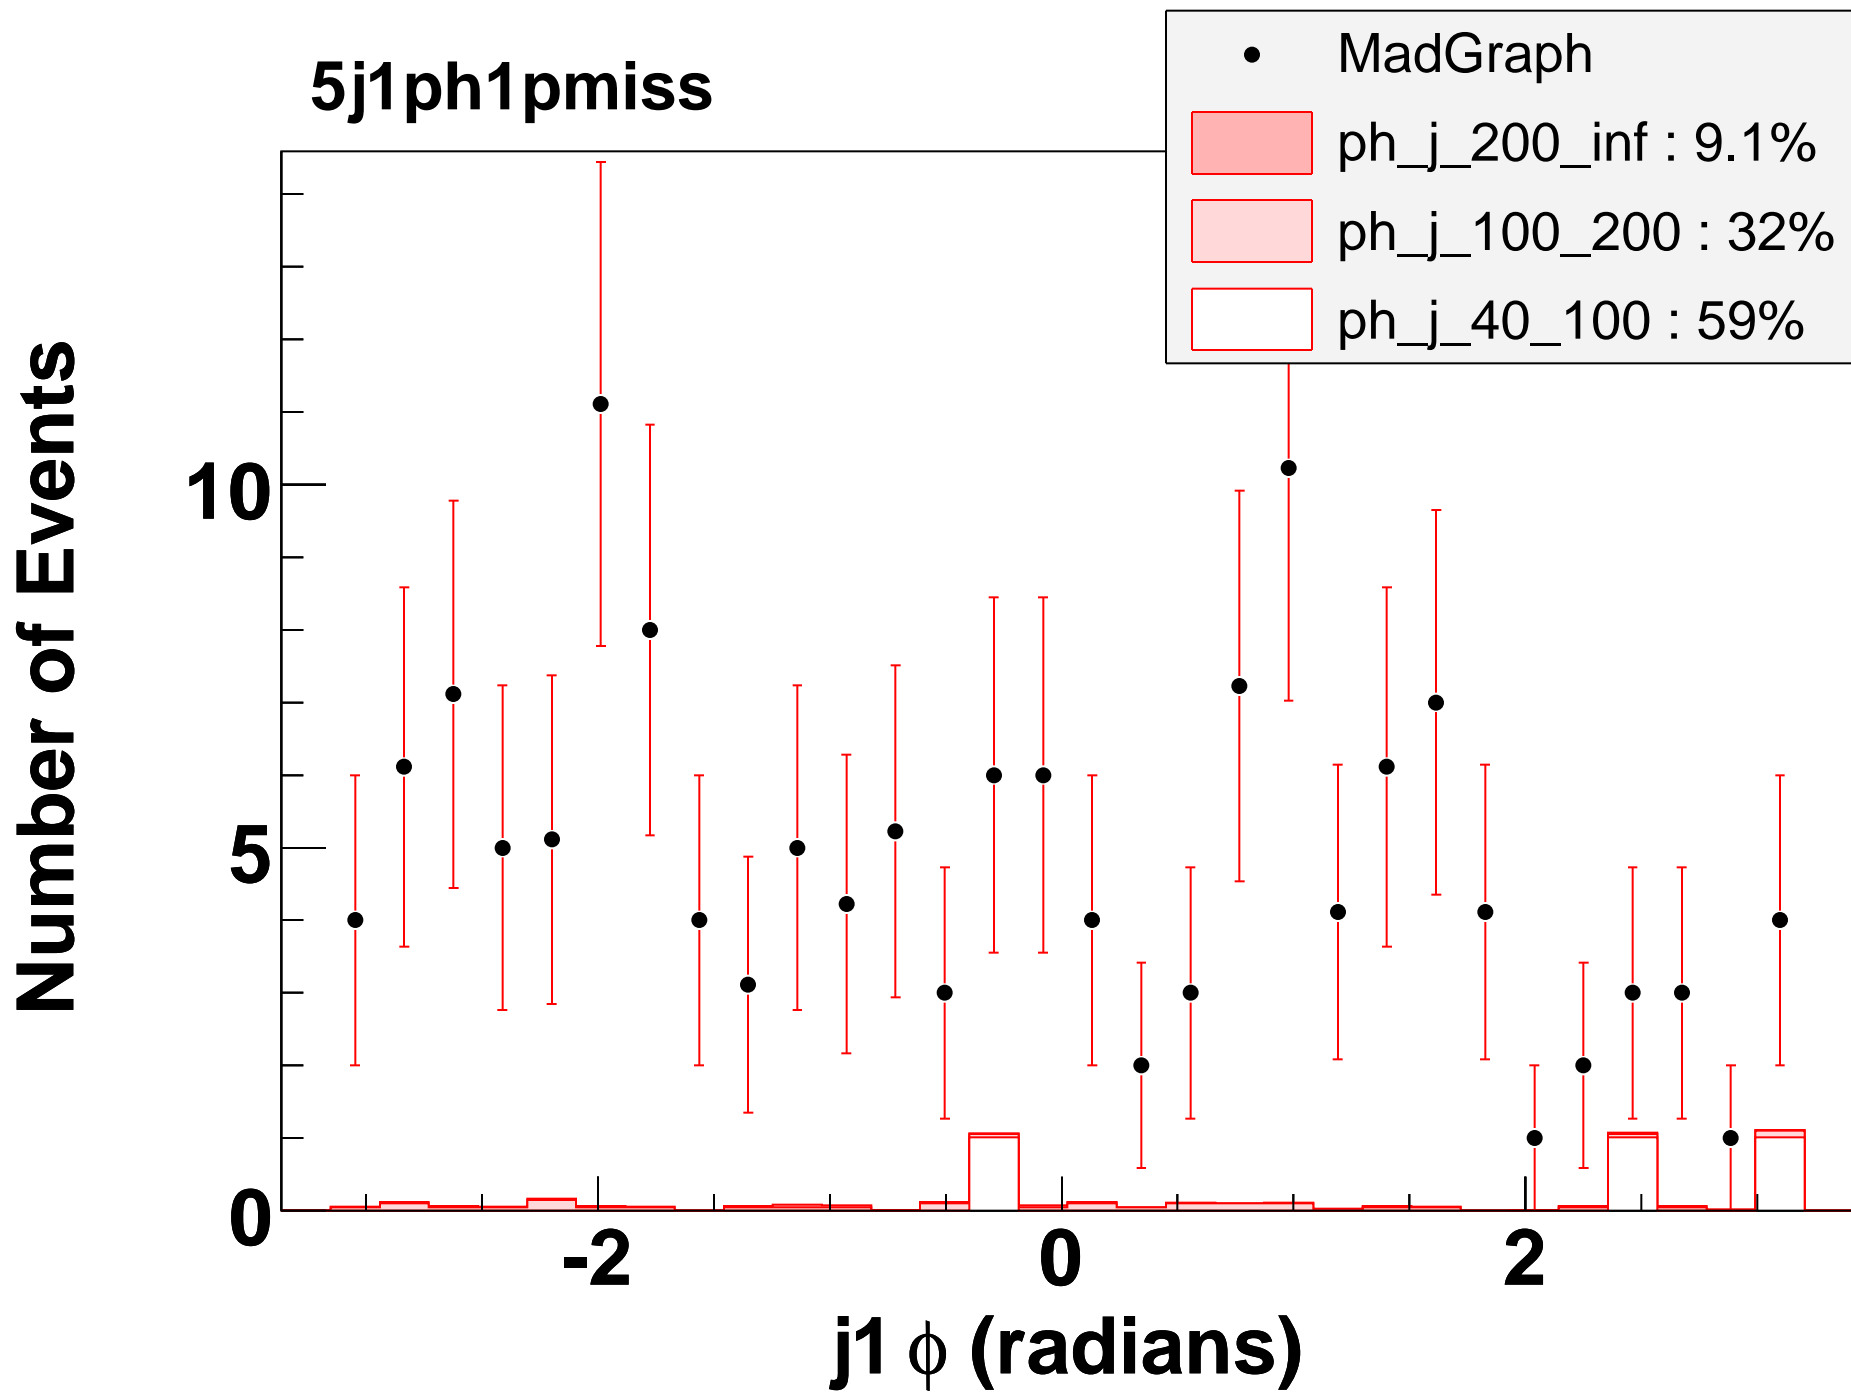 5j1ph1pmiss
MadGraph
ph_j_200_inf : 9.1%
ph_j_100_200 : 32%
ph_j_40_100 : 59%
Number of Events
10
5
0
-2 0 2
j1 ϕ (radians)